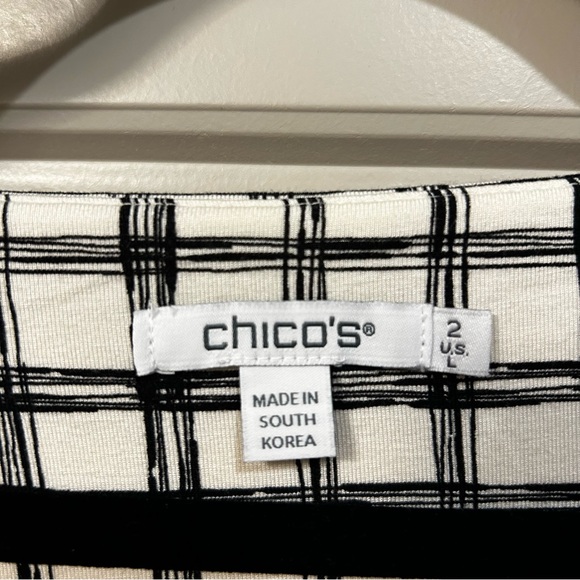 chico's®
2
U.S.
L
MADE IN
SOUTH
KOREA